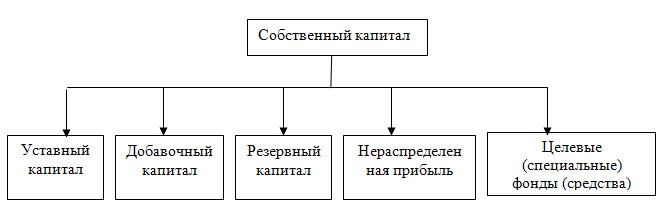 Собственный капитал
Уставный
капитал
Добавочный
капитал
Резервный
капитал
Нераспределен
ная прибыль
Целевые
(специальные)
фонды (средства)